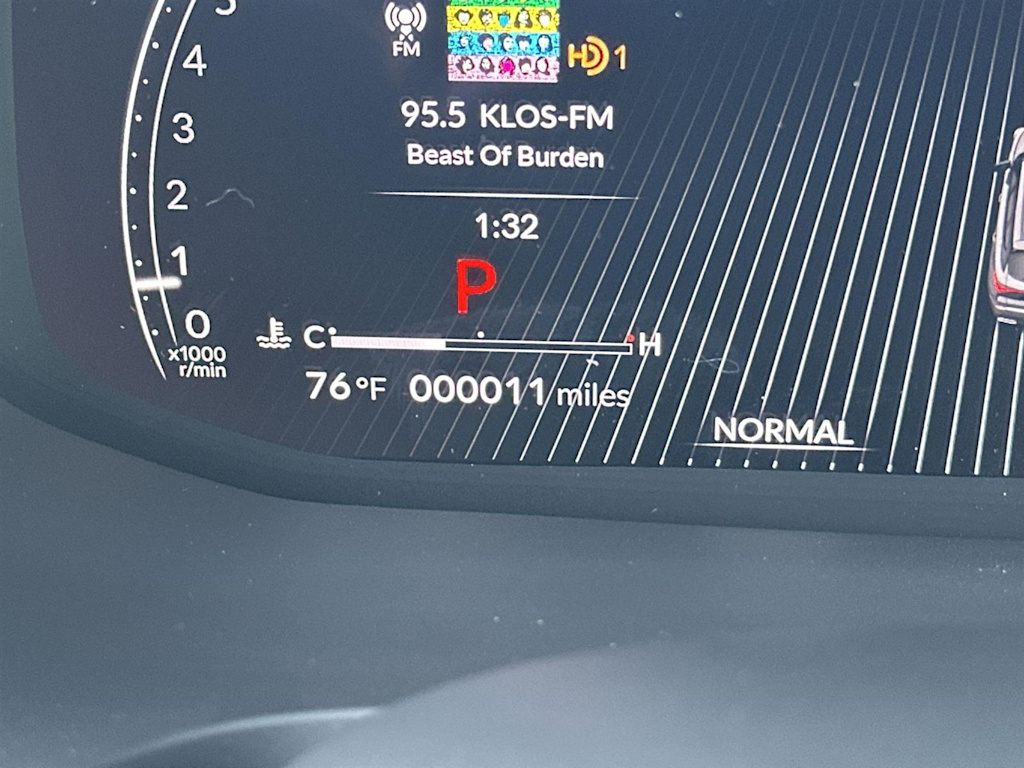 5
4
FM
HD 1
95.5 KLOS-FM
3
Beast Of Burden
2
1:32
1
P
0
x1000
r/min
C H
76°F 000011 miles
NORMAL